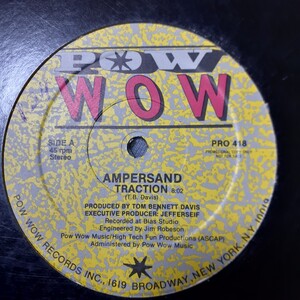 POW
WOW
SIDE A
45 rpm
Stereo
PRO 418
AMPERSAND
TRACTION 6:02
(T.B. Davis)
PRODUCED BY TOM BENNETT DAVIS
EXECUTIVE PRODUCER: JEFFERSEIF
Recorded at Bias Studio
Engineered by Jim Robeson
Pow Wow Music/High Tech Fun Productions (ASCAP)
Administered by Pow Wow Music
POW WOW RECORDS INC., 1619 BROADWAY, NEW YORK, N.Y. 10019